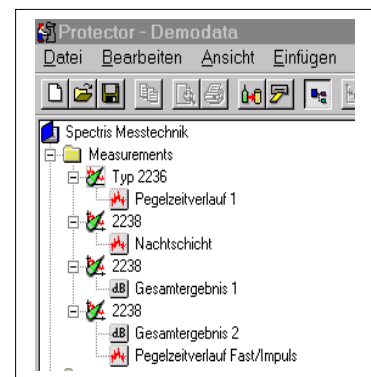 Protector - Demodata
Datei Bearbeiten Ansicht Einfügen
Spectris Messtechnik
Measurements
Typ 2236
Pegelzeitverlauf 1
2238
Nachtschicht
2238
dB Gesamtergebnis 1
2238
dB Gesamtergebnis 2
Pegelzeitverlauf Fast/Impuls